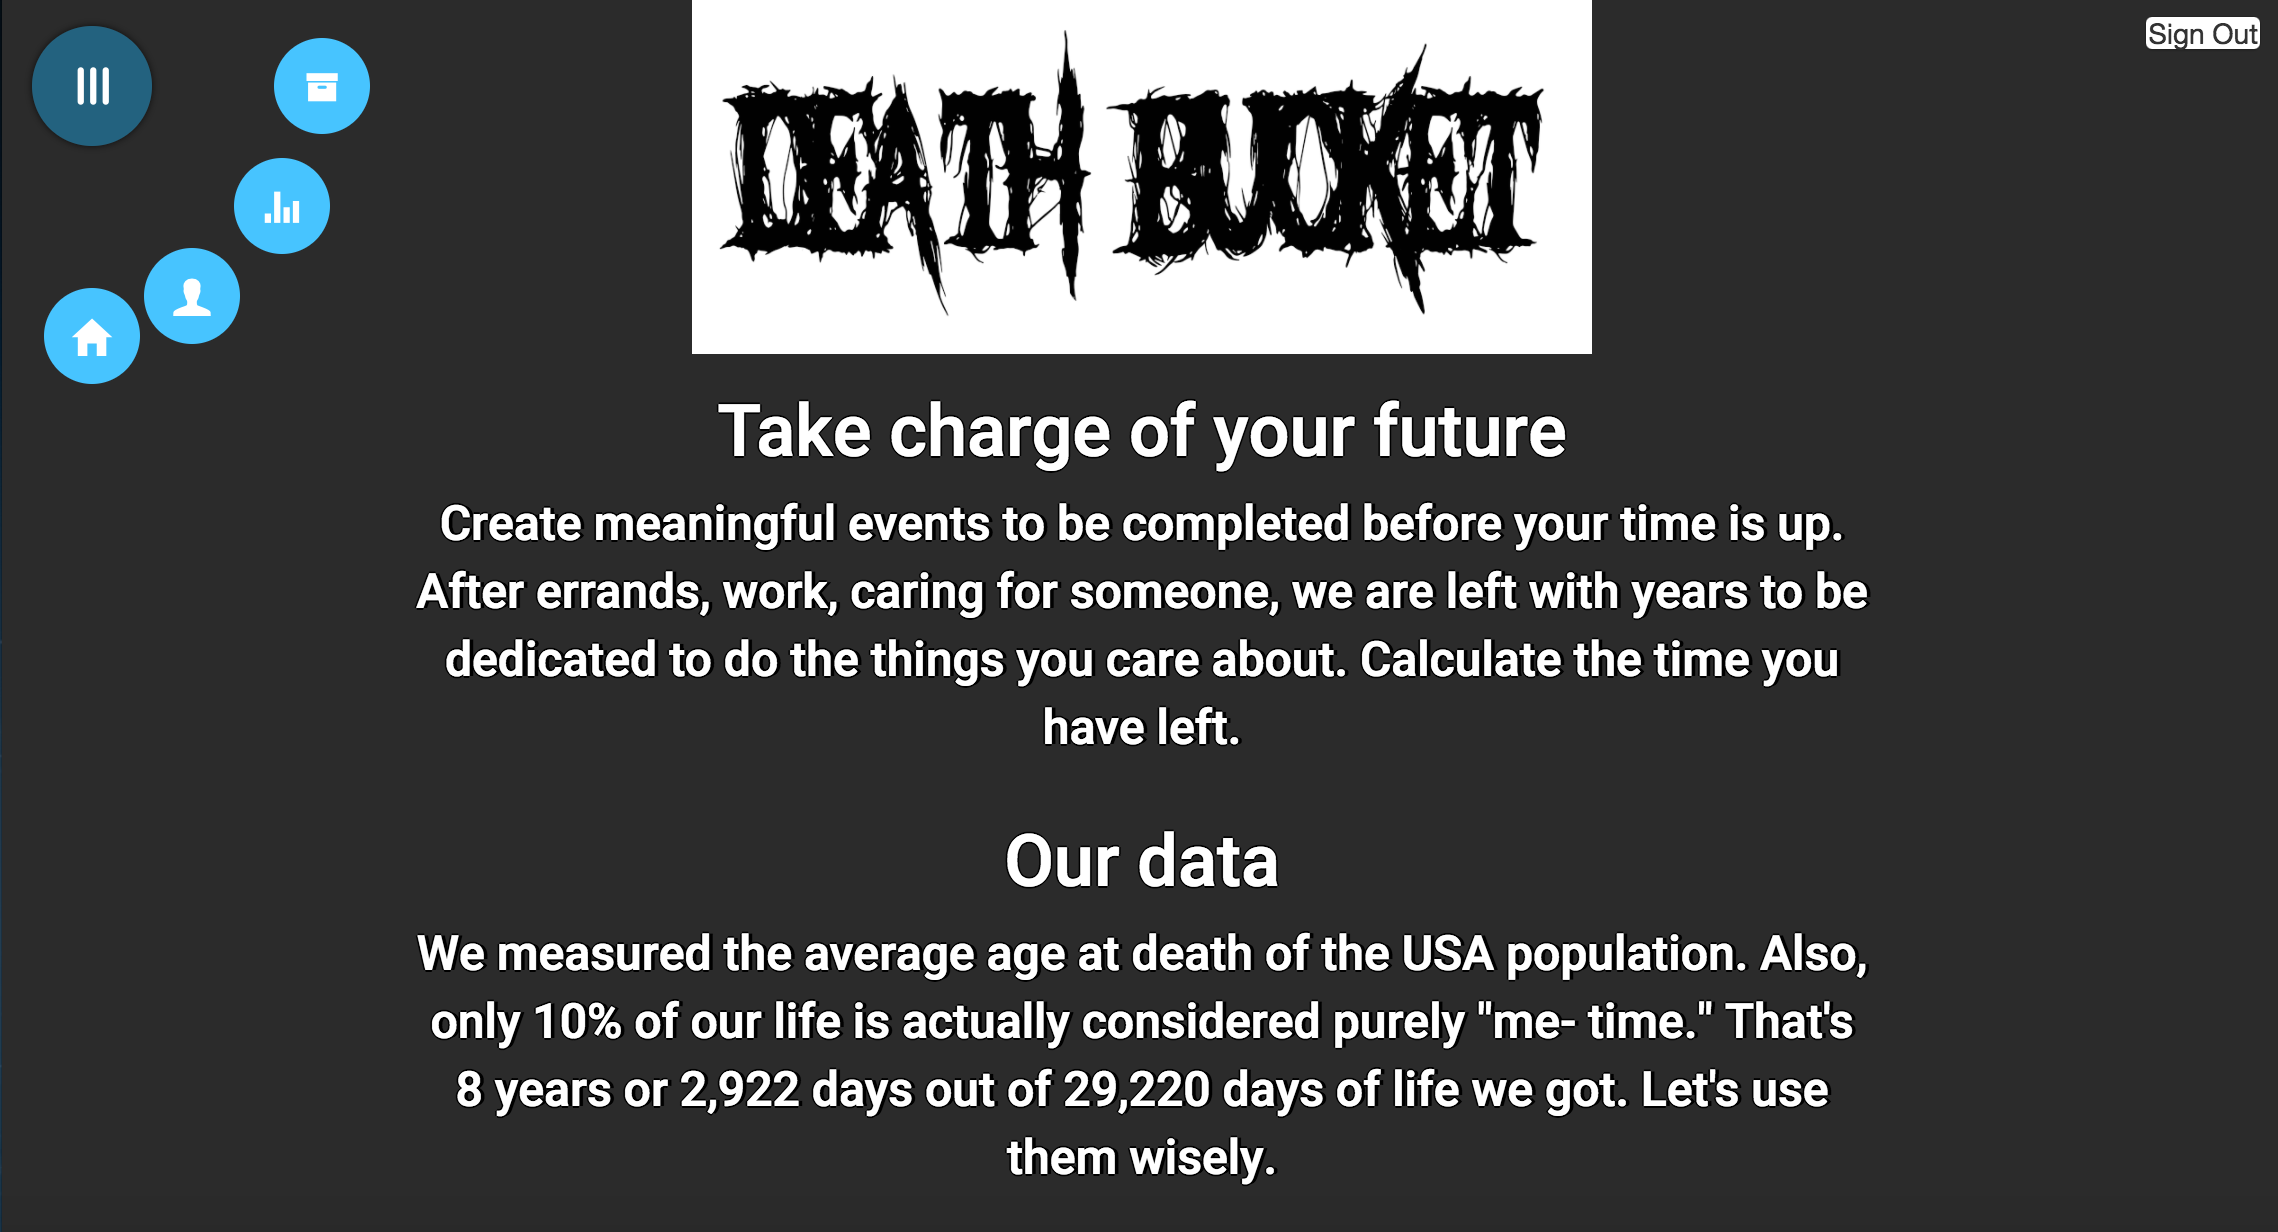 Sign Out
DEATH BUCKET
Take charge of your future
Create meaningful events to be completed before your time is up.
After errands, work, caring for someone, we are left with years to be
dedicated to do the things you care about. Calculate the time you
have left.
Our data
We measured the average age at death of the USA population. Also,
only 10% of our life is actually considered purely "me- time." That's
8 years or 2,922 days out of 29,220 days of life we got. Let's use
them wisely.